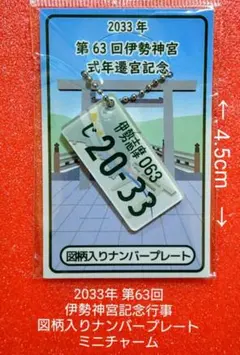 2033年
第63回伊勢神宮
式年遷宮記念
伊勢志摩 063
じ 20-33
図柄入りナンバープレート
←4.5cm→
2033年 第63回
伊勢神宮記念行事
図柄入りナンバープレート
ミニチャーム